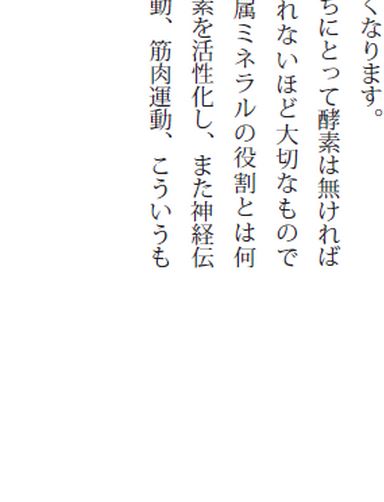 くなります。
ちにとって酵素は無ければ
れないほど大切なもので
属ミネラルの役割とは何
素を活性化し、また神経伝
動、筋肉運動、こういうも